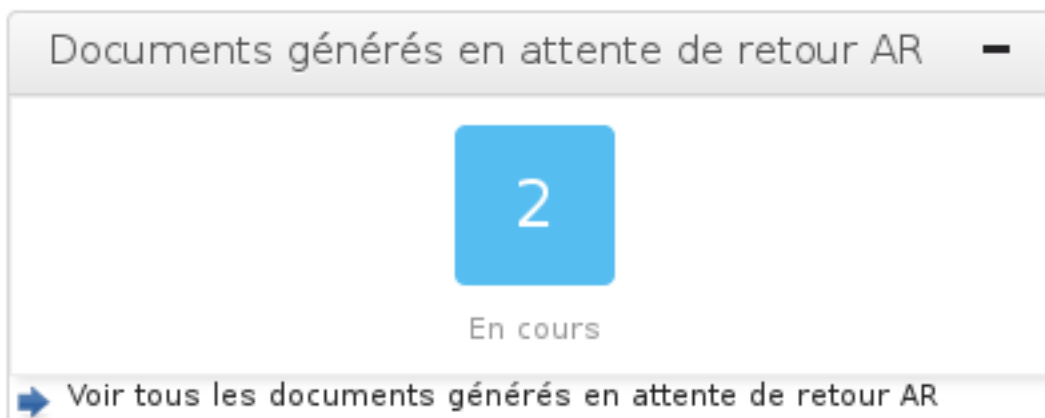 Documents générés en attente de retour AR
2
En cours
Voir tous les documents générés en attente de retour AR